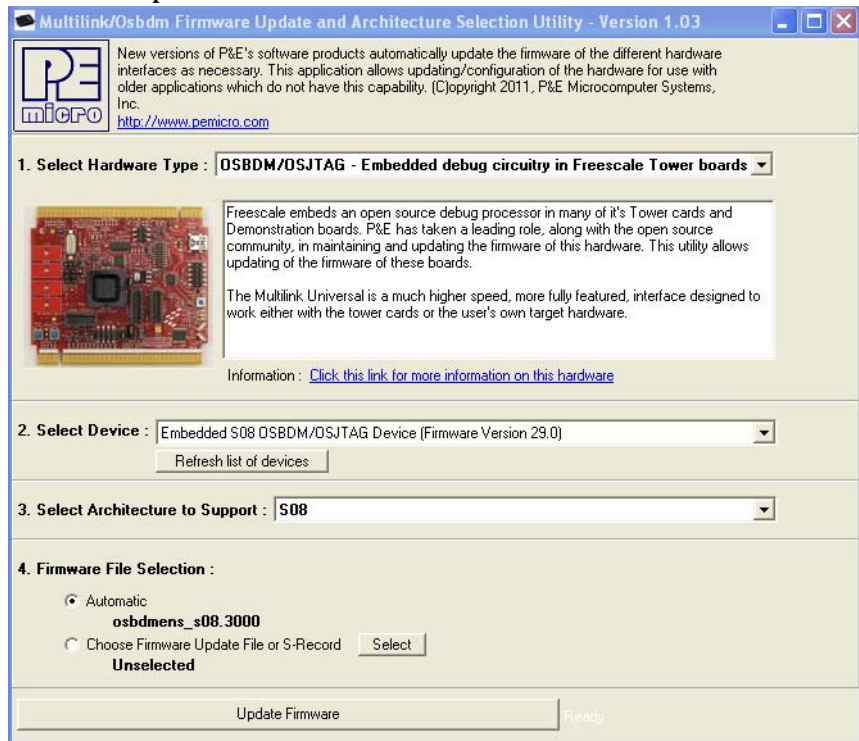 Multilink/Osbdm Firmware Update and Architecture Selection Utility - Version 1.03
PE
micro
New versions of P&E's software products automatically update the firmware of the different hardware
interfaces as necessary. This application allows updating/configuration of the hardware for use with
older applications which do not have this capability. (C)opyright 2011, P&E Microcomputer Systems,
Inc.
http://www.pemicro.com
1. Select Hardware Type : OSBDM/OSJTAG - Embedded debug circuitry in Freescale Tower boards
Freescale embeds an open source debug processor in many of it's Tower cards and
Demonstration boards. P&E has taken a leading role, along with the open source
community, in maintaining and updating the firmware of this hardware. This utility allows
updating of the firmware of these boards.
The Multilink Universal is a much higher speed, more fully featured, interface designed to
work either with the tower cards or the user's own target hardware.
Information : Click this link for more information on this hardware
2. Select Device : Embedded S08 OSBDM/OSJTAG Device (Firmware Version 29.0)
Refresh list of devices
3. Select Architecture to Support : S08
4. Firmware File Selection :
Automatic
osbdmens_s08.3000
Choose Firmware Update File or S-Record Select
Unselected
Update Firmware Ready